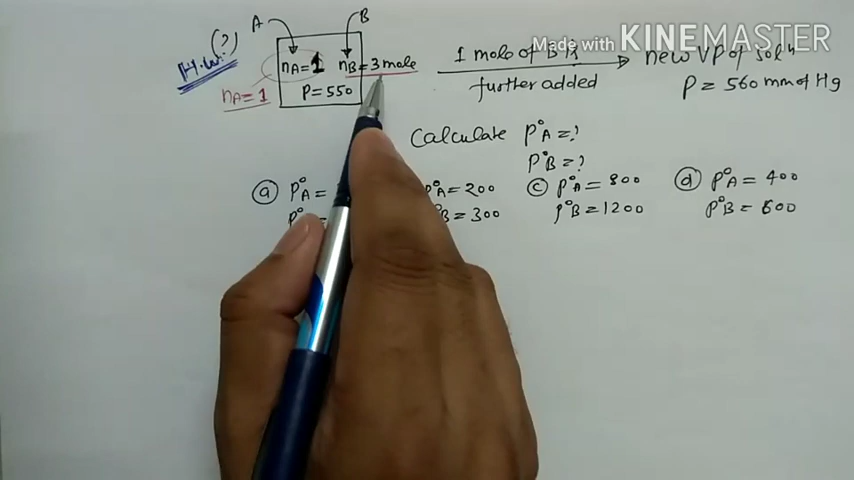 A
B
(?)
H.W.
nA = 1 nB = 3 mole
nA = 1
P = 550
1 mole of B is
further added
new VP of solⁿ
P = 560 mm of Hg
Made with KINEMASTER
Calculate P°A = ?
P°B = ?
ⓐ P°A = P°A = 200 ⓒ P°A = 800 ⓓ P°A = 400
P° B = 300 P°B = 1200 P°B = 600